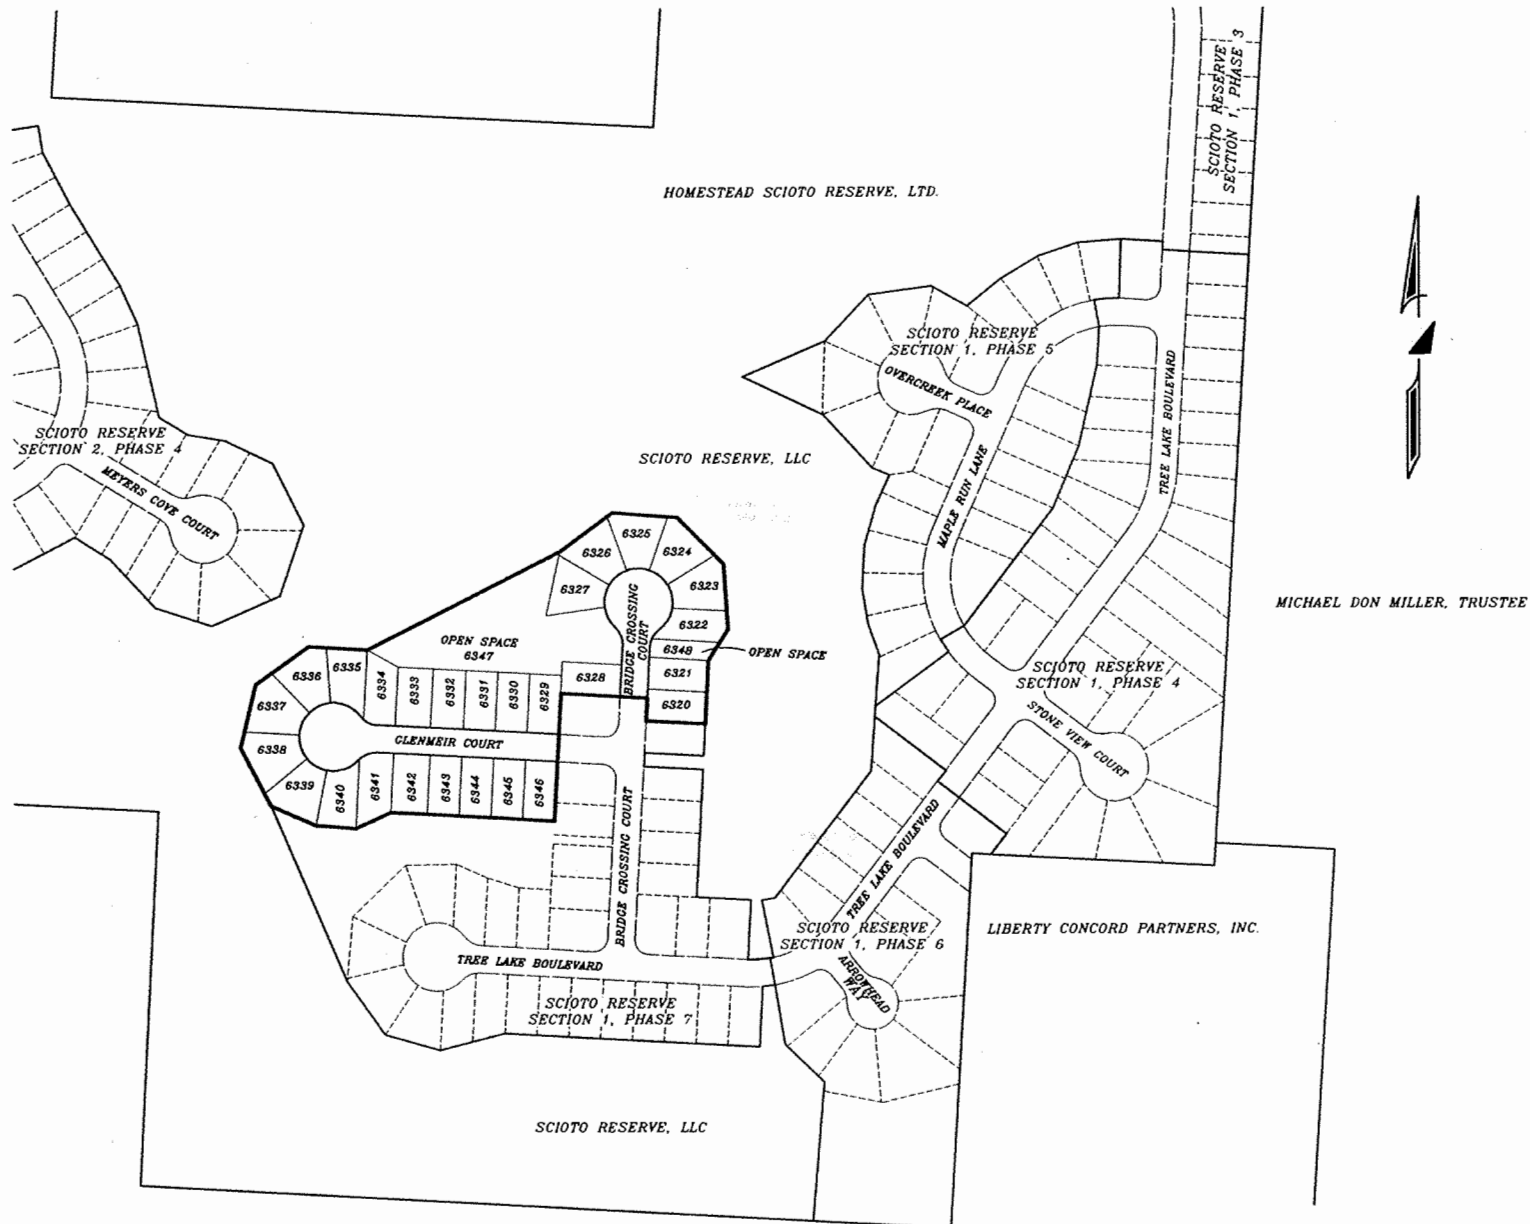 SCIOTO RESERVE
SECTION 1, PHASE 3
HOMESTEAD SCIOTO RESERVE, LTD.
SCIOTO RESERVE
SECTION 1, PHASE 5
OVERCREEK PLACE
TREE LAKE BOULEVARD
SCIOTO RESERVE
SECTION 2, PHASE 4
MEYERS COVE COURT
SCIOTO RESERVE, LLC
MAPLE RUN LANE
6325
6326
6324
6327
6323
BRIDGE CROSSING
COURT
6322
MICHAEL DON MILLER, TRUSTEE
OPEN SPACE
6347
6348
OPEN SPACE
6336
6335
6334
6333
6332
6331
6330
6329
6328
6321
SCIOTO RESERVE
SECTION 1, PHASE 4
6337
6320
STONE VIEW COURT
6338
GLENMEIR COURT
6339
6340
6341
6342
6343
6344
6345
6346
BRIDGE CROSSING COURT
TREE LAKE BOULEVARD
SCIOTO RESERVE
SECTION 1, PHASE 6
LIBERTY CONCORD PARTNERS, INC.
TREE LAKE BOULEVARD
ARROWHEAD
WAY
SCIOTO RESERVE
SECTION 1, PHASE 7
SCIOTO RESERVE, LLC